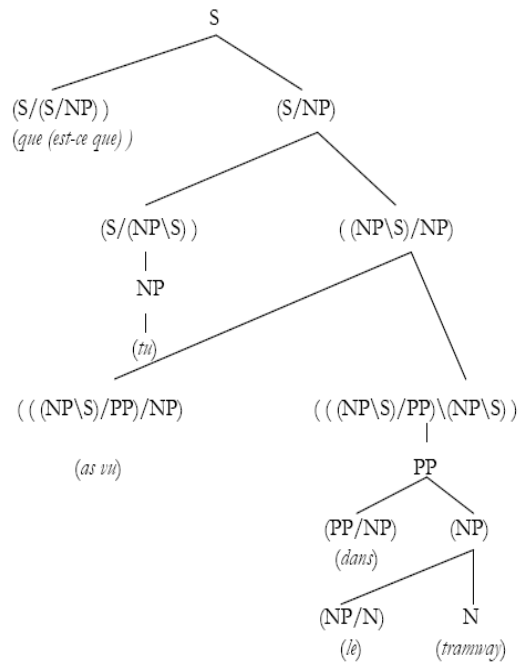 S
(S/(S/NP) ) (S/NP)
(que (est-ce que) )
(S/(NP\S) ) ( (NP\S)/NP)
NP
(tu)
( ( (NP\S)/PP)/NP) ( ( (NP\S)/PP)\(NP\S) )
(as vu) PP
(PP/NP) (NP)
(dans)
(NP/N) N
(le) (tramway)